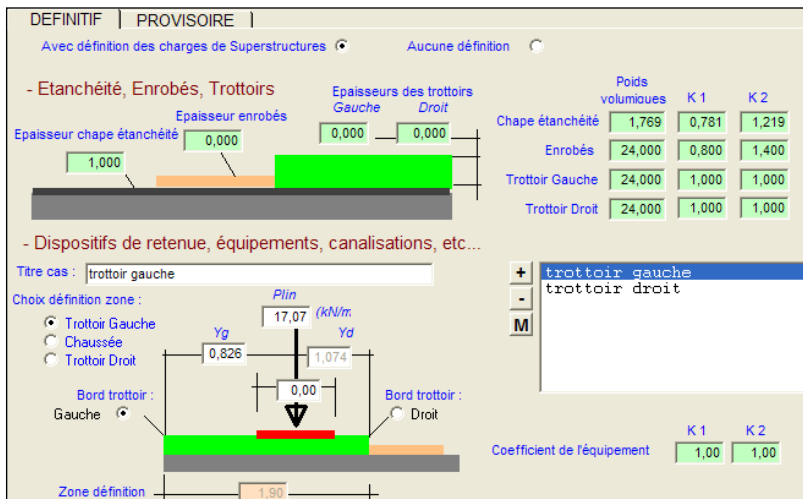 DEFINITIF | PROVISOIRE |
Avec définition des charges de Superstructures Aucune définition
- Etanchéité, Enrobés, Trottoirs
Epaisseurs des trottoirs
Gauche Droit
Epaisseur enrobés
0,000 0,000
Epaisseur chape étanchéité
0,000
1,000
Poids volumiques K 1 K 2
Chape étanchéité 1,769 0,781 1,219
Enrobés 24,000 0,800 1,400
Trottoir Gauche 24,000 1,000 1,000
Trottoir Droit 24,000 1,000 1,000
- Dispositifs de retenue, équipements, canalisations, etc...
Titre cas : trottoir gauche
+ trottoir gauche
- trottoir droit
M
Choix définition zone :
Trottoir Gauche
Chaussée
Trottoir Droit
Plin
17,07 (kN/m
Yg Yd
0,826 1,074
0,00
Bord trottoir : Bord trottoir :
Gauche Droit
K 1 K 2
Coefficient de l'équipement 1,00 1,00
Zone définition 1,90